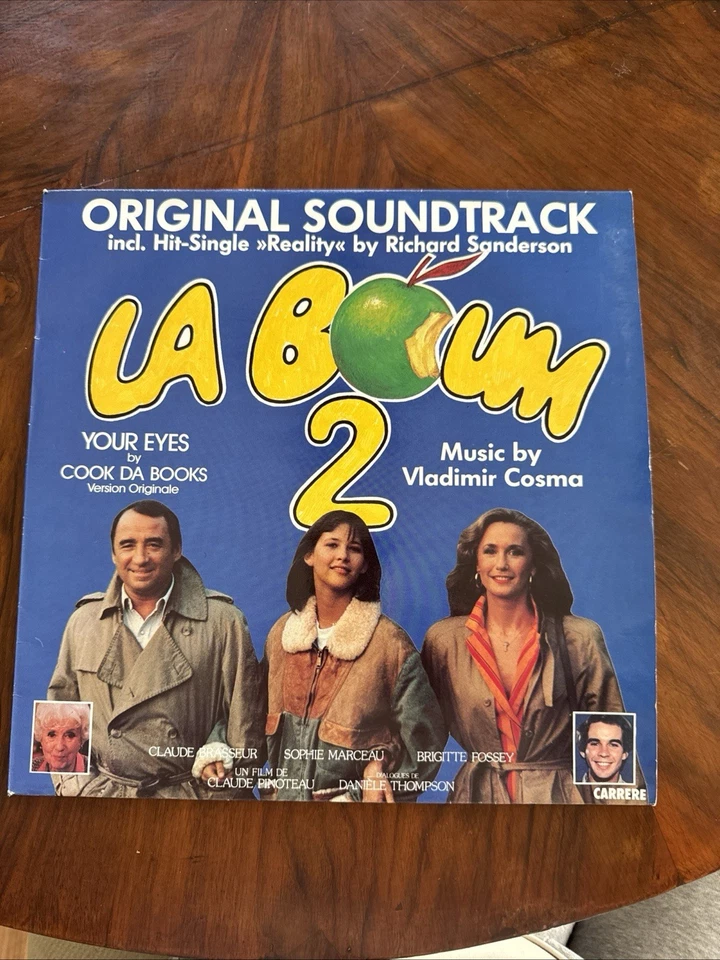 ORIGINAL SOUNDTRACK
incl. Hit-Single »Reality« by Richard Sanderson
LA BOUM
2
YOUR EYES
by
COOK DA BOOKS
Version Originale
Music by
Vladimir Cosma
CLAUDE BRASSEUR SOPHIE MARCEAU BRIGITTE FOSSEY
UN FILM DE
CLAUDE PINOTEAU
DIALOGUES DE
DANIÈLE THOMPSON
CARRERE